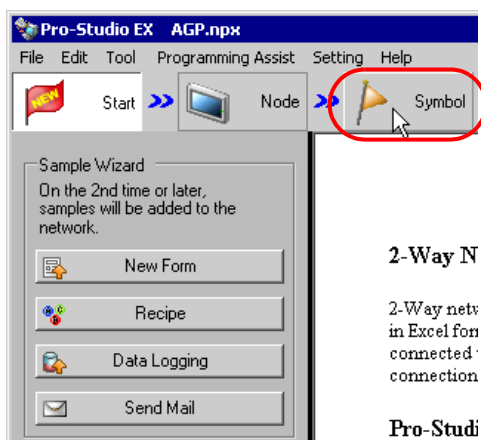 Pro-Studio EX AGP.npx
File Edit Tool Programming Assist Setting Help
NEW Start Node Symbol
Sample Wizard
On the 2nd time or later,
samples will be added to the
network.
New Form
Recipe
Data Logging
Send Mail
2-Way N
2-Way netw
in Excel for
connected
connection
Pro-Studi